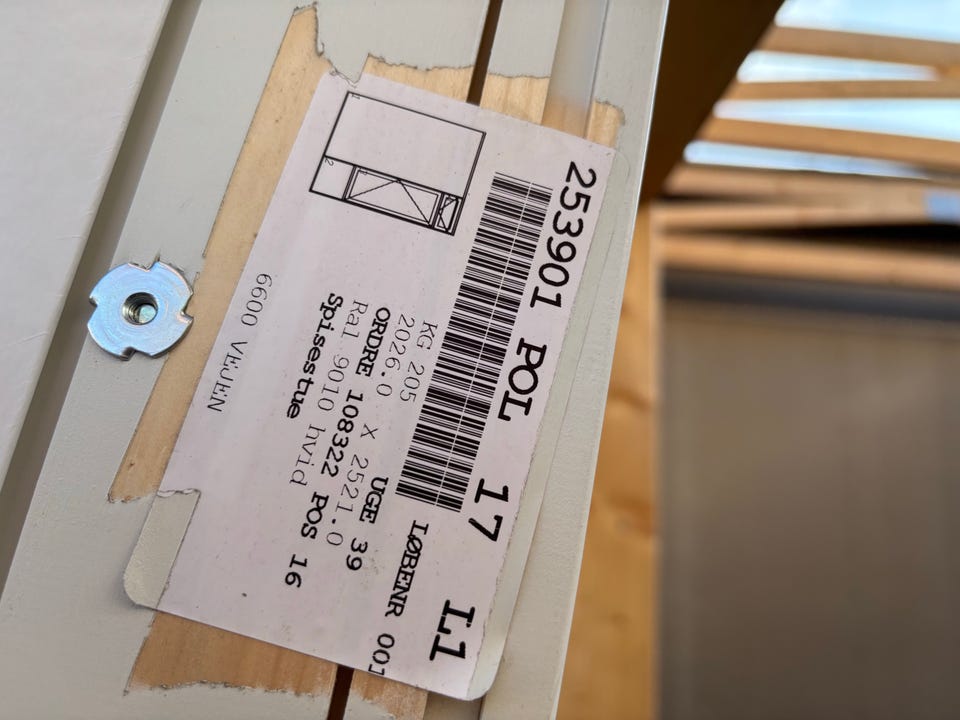 253901 POL 17 L1
LØBENR 001
KG 205 UGE 39
2026.0 x 2521.0
ORDRE 108322 POS 16
Ral 9010 hvid
Spisestue
6600 VEJEN